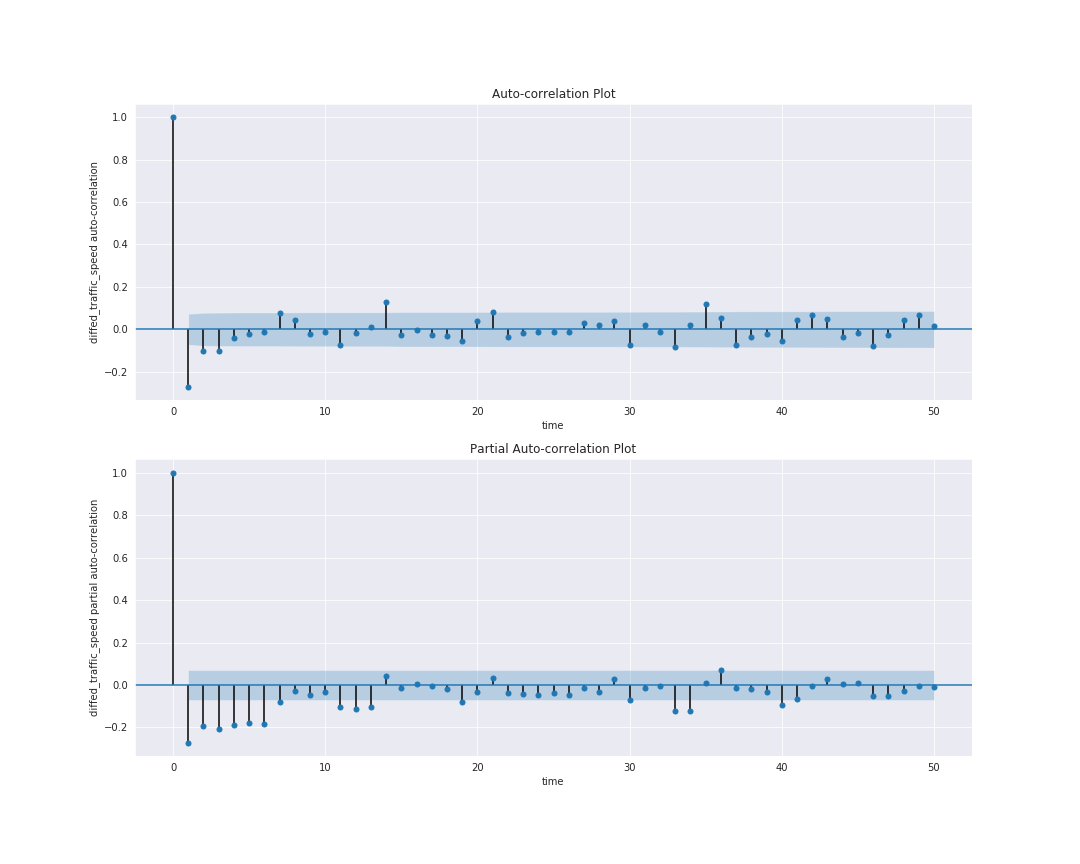 Auto-correlation Plot
diffed_traffic_speed auto-correlation
1.0
0.8
0.6
0.4
0.2
0.0
−0.2
0 10 20 30 40 50
time
Partial Auto-correlation Plot
diffed_traffic_speed partial auto-correlation
1.0
0.8
0.6
0.4
0.2
0.0
−0.2
0 10 20 30 40 50
time